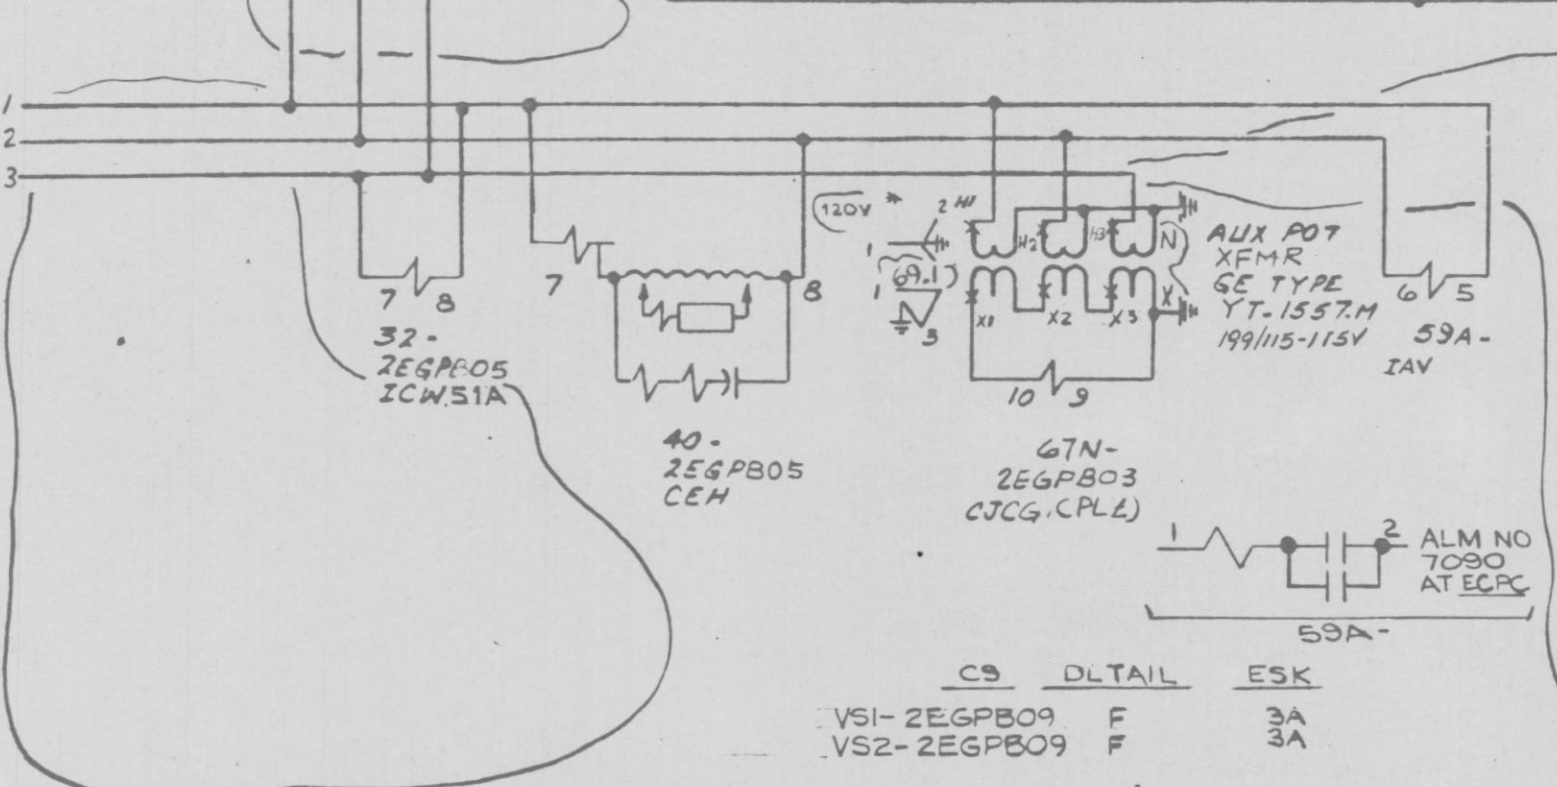 1
2
3
7 8
32-
2EGPB05
ICW.51A
7
8
40-
2EGPB05
CEH
120V *
2
1
(69.1)
1
3
H1
H2
H3
N
X1
X2
X3
X
AUX POT
XFMR
GE TYPE
YT-1557.M
199/115-115V
10 9
67N-
2EGPB03
CJCG.
6 5
59A-
IAV
1
2
ALM NO
7090
AT ECPC
59A-
CS DETAIL ESK
VS1-2EGPB09 F 3A
VS2-2EGPB09 F 3A